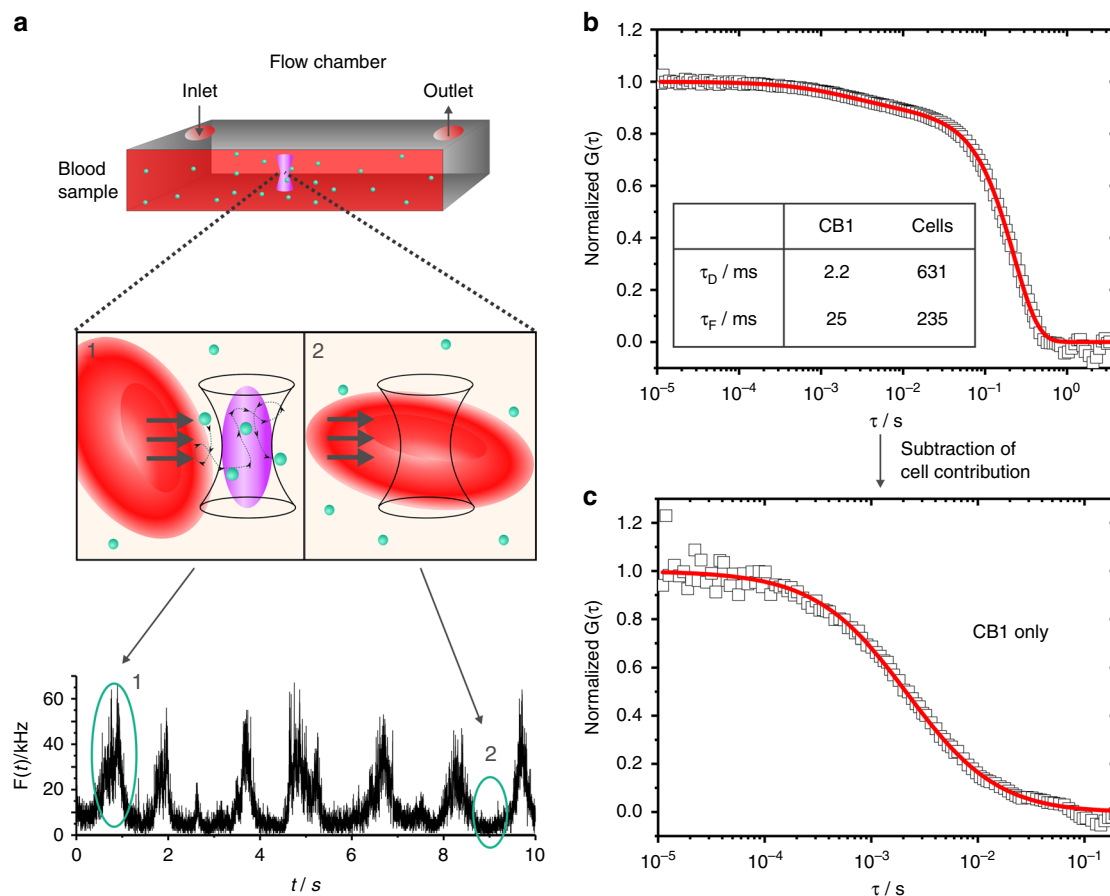 a
Flow chamber
Inlet
Outlet
Blood
sample
1
2
F(t)/kHz
60
40
20
0
1
2
0
2
4
6
8
10
t / s
b
Normalized G(τ)
1.2
1.0
0.8
0.6
0.4
0.2
0.0
CB1 Cells
τD / ms 2.2 631
τF / ms 25 235
10⁻⁵ 10⁻⁴ 10⁻³ 10⁻² 10⁻¹ 10⁰
τ / s
Subtraction of
cell contribution
c
Normalized G(τ)
1.2
1.0
0.8
0.6
0.4
0.2
0.0
CB1 only
10⁻⁵ 10⁻⁴ 10⁻³ 10⁻² 10⁻¹
τ / s